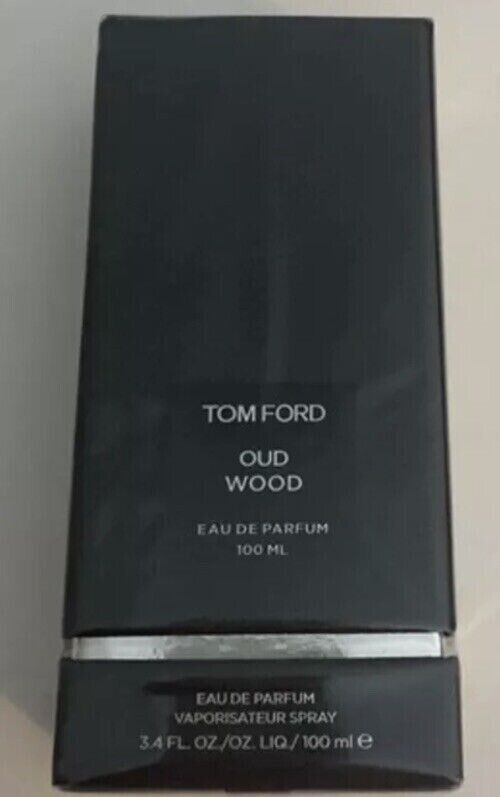 TOM FORD
OUD
WOOD
EAU DE PARFUM
100 ML
EAU DE PARFUM
VAPORISATEUR SPRAY
3.4 FL. OZ./OZ. LIQ./ 100 ml ℮